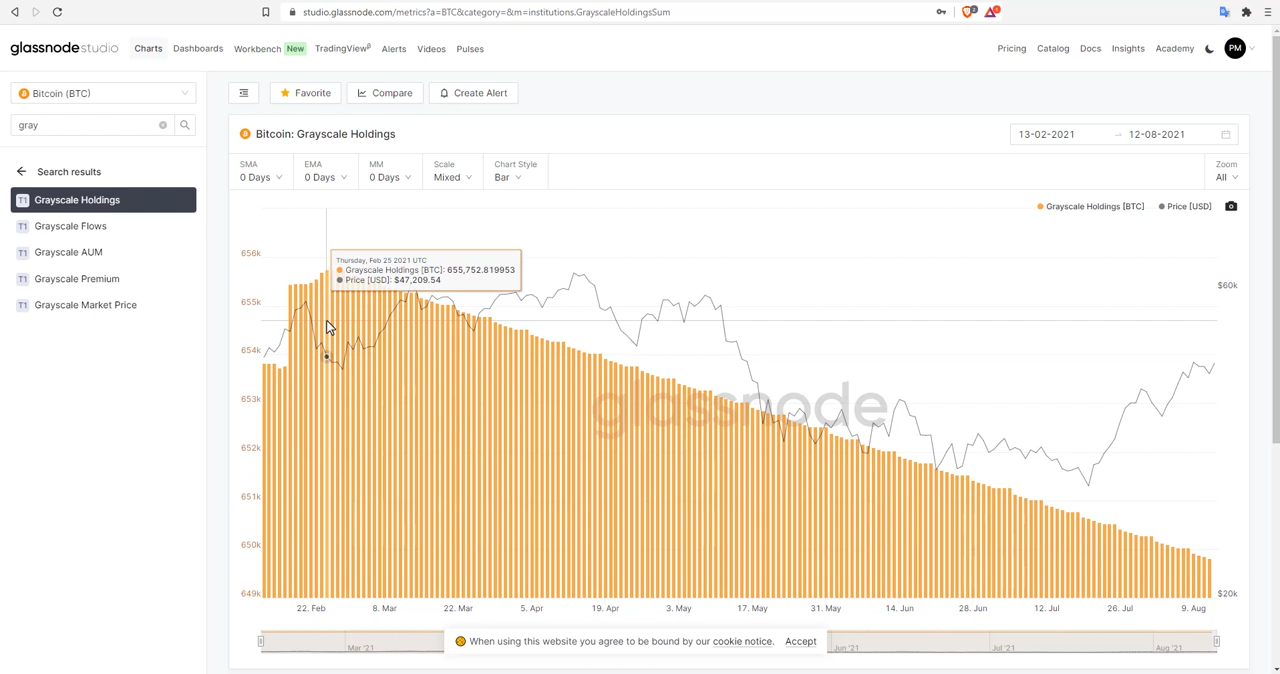 studio.glassnode.com/metrics?a=BTC&category=&m=institutions.GrayscaleHoldingsSum
glassnodestudio Charts Dashboards Workbench New TradingViewᵝ Alerts Videos Pulses Pricing Catalog Docs Insights Academy PM
Bitcoin (BTC)
Favorite Compare Create Alert
gray
Bitcoin: Grayscale Holdings
13-02-2021 → 12-08-2021
SMA EMA MM Scale Chart Style Zoom
0 Days 0 Days 0 Days Mixed Bar All
Search results
T1 Grayscale Holdings
T1 Grayscale Flows
T1 Grayscale AUM
T1 Grayscale Premium
T1 Grayscale Market Price
Grayscale Holdings [BTC] Price [USD]
Thursday, Feb 25 2021 UTC
Grayscale Holdings [BTC]: 655,752.819953
Price [USD]: $47,209.54
656k
655k
654k
653k
652k
651k
650k
649k
$60k
$20k
glassnode
22. Feb 8. Mar 22. Mar 5. Apr 19. Apr 3. May 17. May 31. May 14. Jun 28. Jun 12. Jul 26. Jul 9. Aug
Mar '21 Jun '21 Jul '21 Aug '21
When using this website you agree to be bound by our cookie notice. Accept